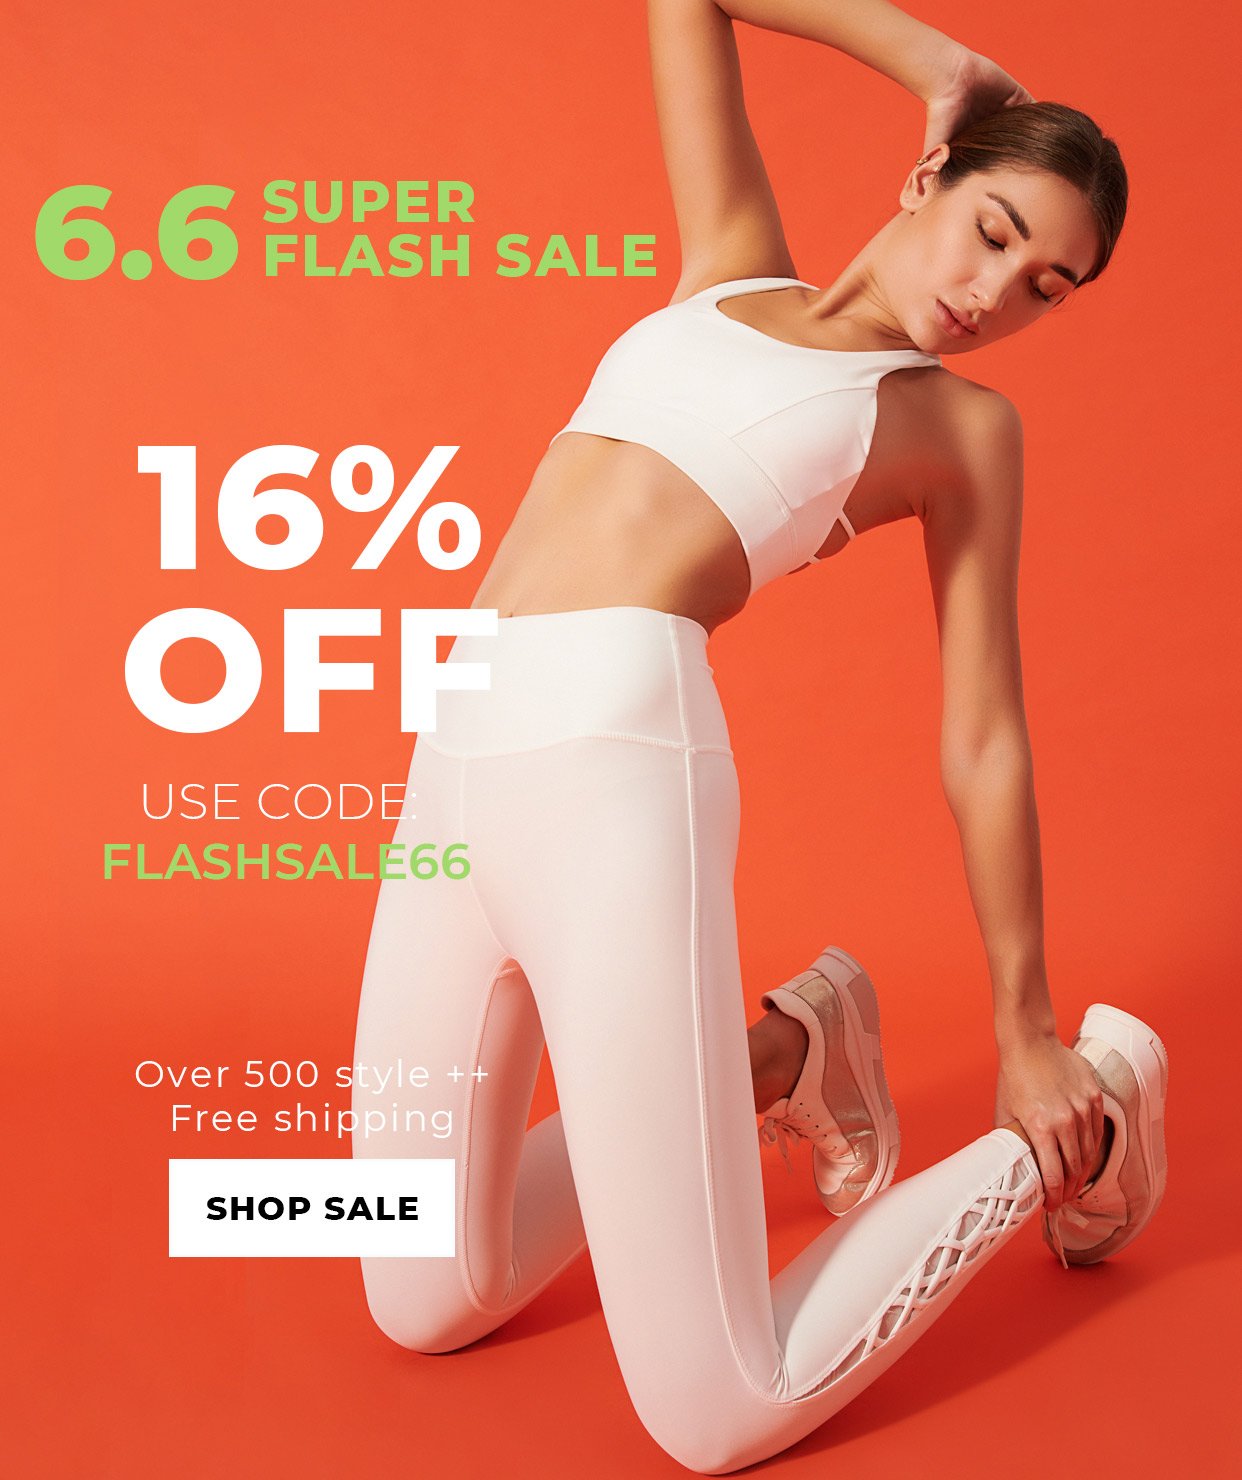 6.6 SUPER
FLASH SALE
16%
OFF
USE CODE:
FLASHSALE66
Over 500 style ++
Free shipping
SHOP SALE